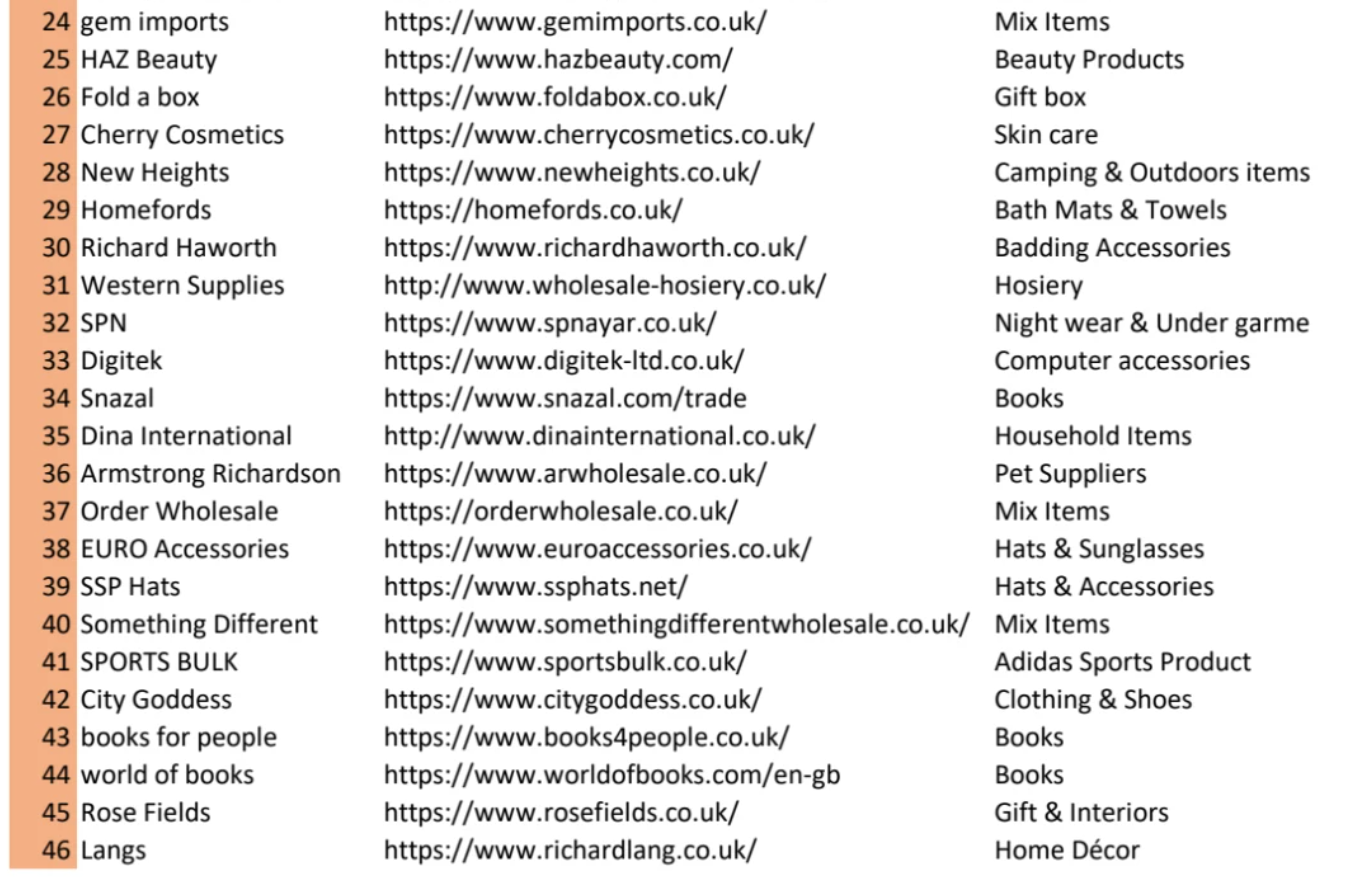 24 gem imports https://www.gemimports.co.uk/ Mix Items
25 HAZ Beauty https://www.hazbeauty.com/ Beauty Products
26 Fold a box https://www.foldabox.co.uk/ Gift box
27 Cherry Cosmetics https://www.cherrycosmetics.co.uk/ Skin care
28 New Heights https://www.newheights.co.uk/ Camping & Outdoors items
29 Homefords https://homefords.co.uk/ Bath Mats & Towels
30 Richard Haworth https://www.richardhaworth.co.uk/ Badding Accessories
31 Western Supplies http://www.wholesale-hosiery.co.uk/ Hosiery
32 SPN https://www.spnayar.co.uk/ Night wear & Under garme
33 Digitek https://www.digitek-ltd.co.uk/ Computer accessories
34 Snazal https://www.snazal.com/trade Books
35 Dina International http://www.dinainternational.co.uk/ Household Items
36 Armstrong Richardson https://www.arwholesale.co.uk/ Pet Suppliers
37 Order Wholesale https://orderwholesale.co.uk/ Mix Items
38 EURO Accessories https://www.euroaccessories.co.uk/ Hats & Sunglasses
39 SSP Hats https://www.ssphats.net/ Hats & Accessories
40 Something Different https://www.somethingdifferentwholesale.co.uk/ Mix Items
41 SPORTS BULK https://www.sportsbulk.co.uk/ Adidas Sports Product
42 City Goddess https://www.citygoddess.co.uk/ Clothing & Shoes
43 books for people https://www.books4people.co.uk/ Books
44 world of books https://www.worldofbooks.com/en-gb Books
45 Rose Fields https://www.rosefields.co.uk/ Gift & Interiors
46 Langs https://www.richardlang.co.uk/ Home Décor